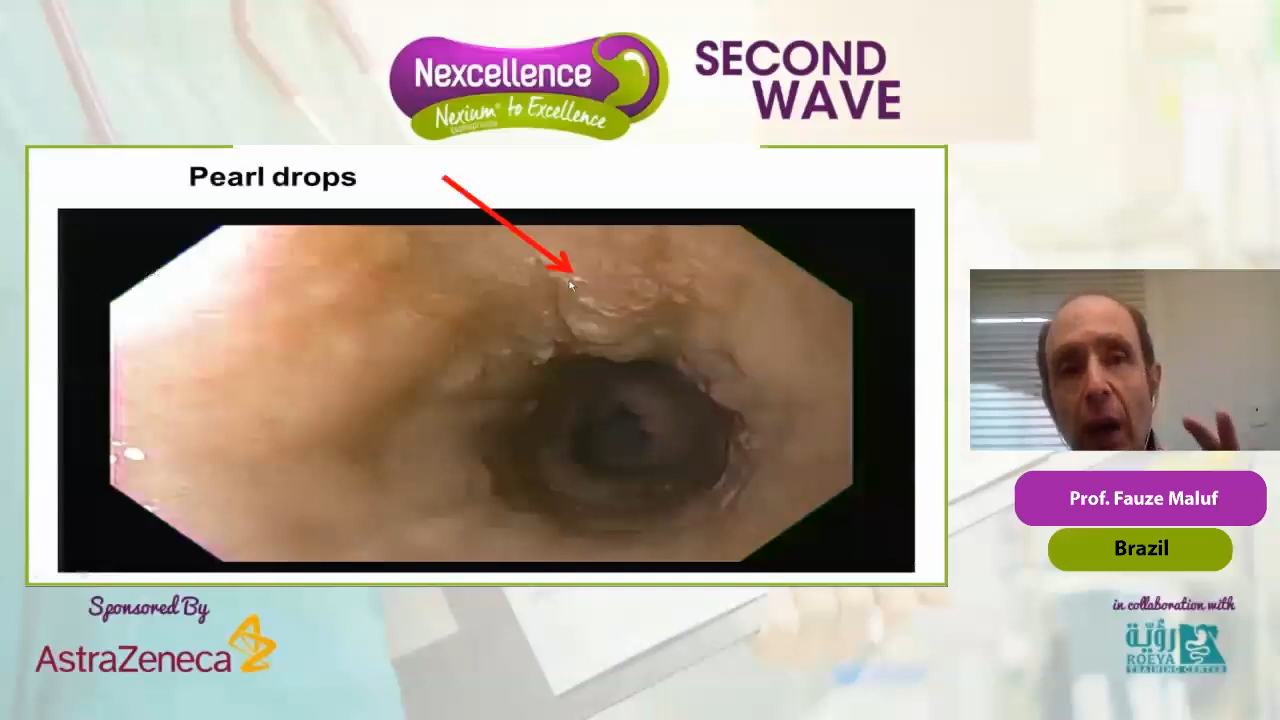 Nexcellence
Nexium® to Excellence
esomeprazole
SECOND
WAVE
Pearl drops
Prof. Fauze Maluf
Brazil
Sponsored By
AstraZeneca
in collaboration with
رؤية
ROEYA
TRAINING CENTER